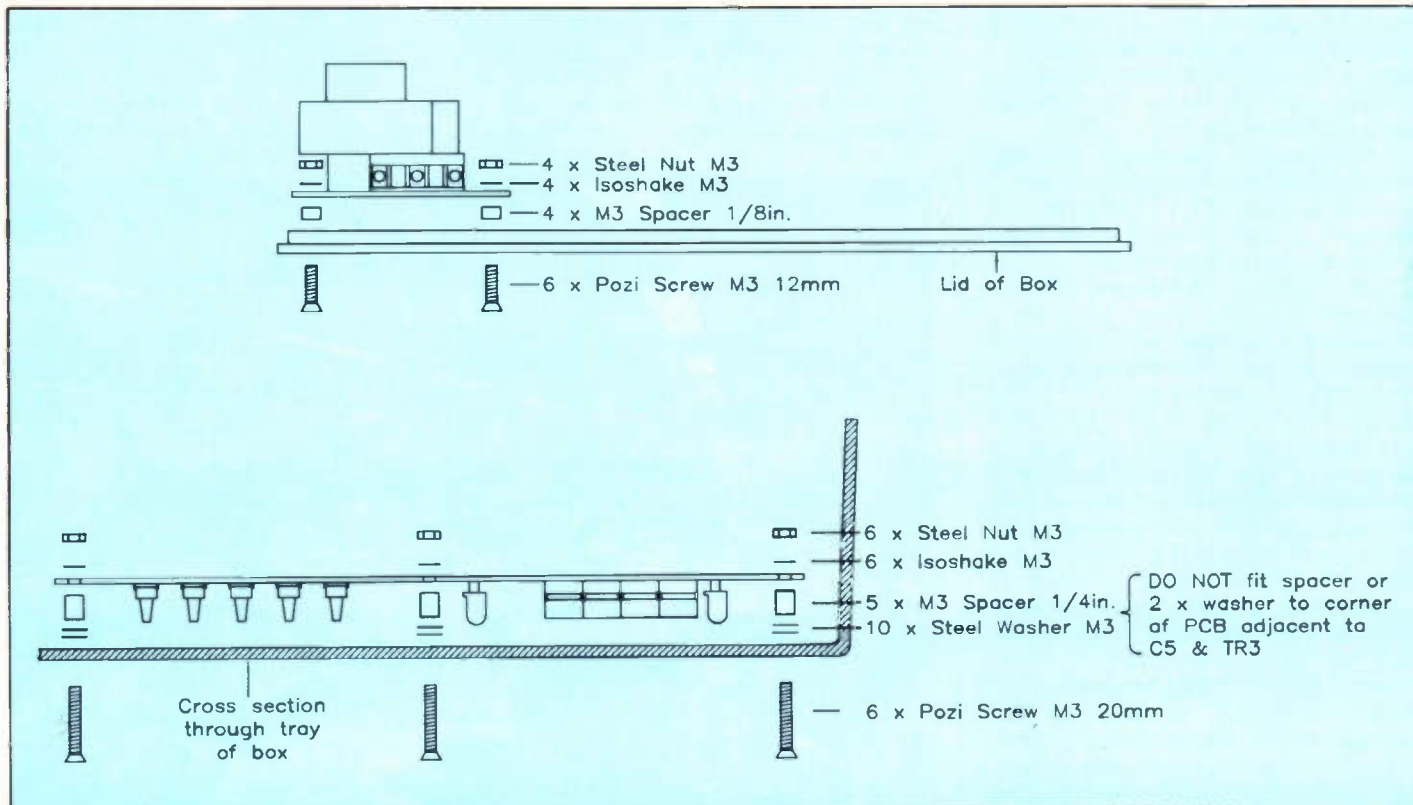 4 x Steel Nut M3
4 x Isoshake M3
4 x M3 Spacer 1/8in.
6 x Pozi Screw M3 12mm
Lid of Box
6 x Steel Nut M3
6 x Isoshake M3
5 x M3 Spacer 1/4in.
10 x Steel Washer M3
DO NOT fit spacer or
2 x washer to corner
of PCB adjacent to
C5 & TR3
6 x Pozi Screw M3 20mm
Cross section
through tray
of box